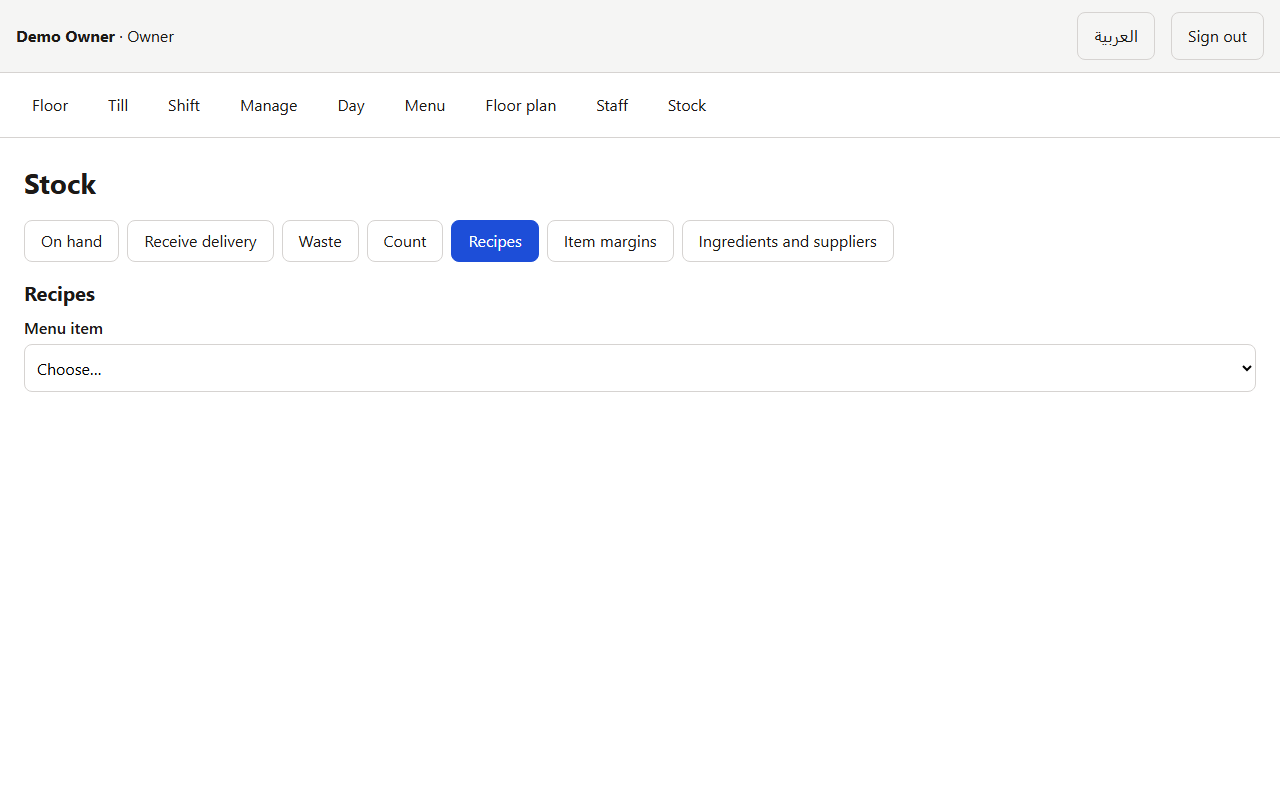 Demo Owner · Owner
العربية
Sign out
Floor
Till
Shift
Manage
Day
Menu
Floor plan
Staff
Stock
Stock
On hand
Receive delivery
Waste
Count
Recipes
Item margins
Ingredients and suppliers
Recipes
Menu item
Choose...